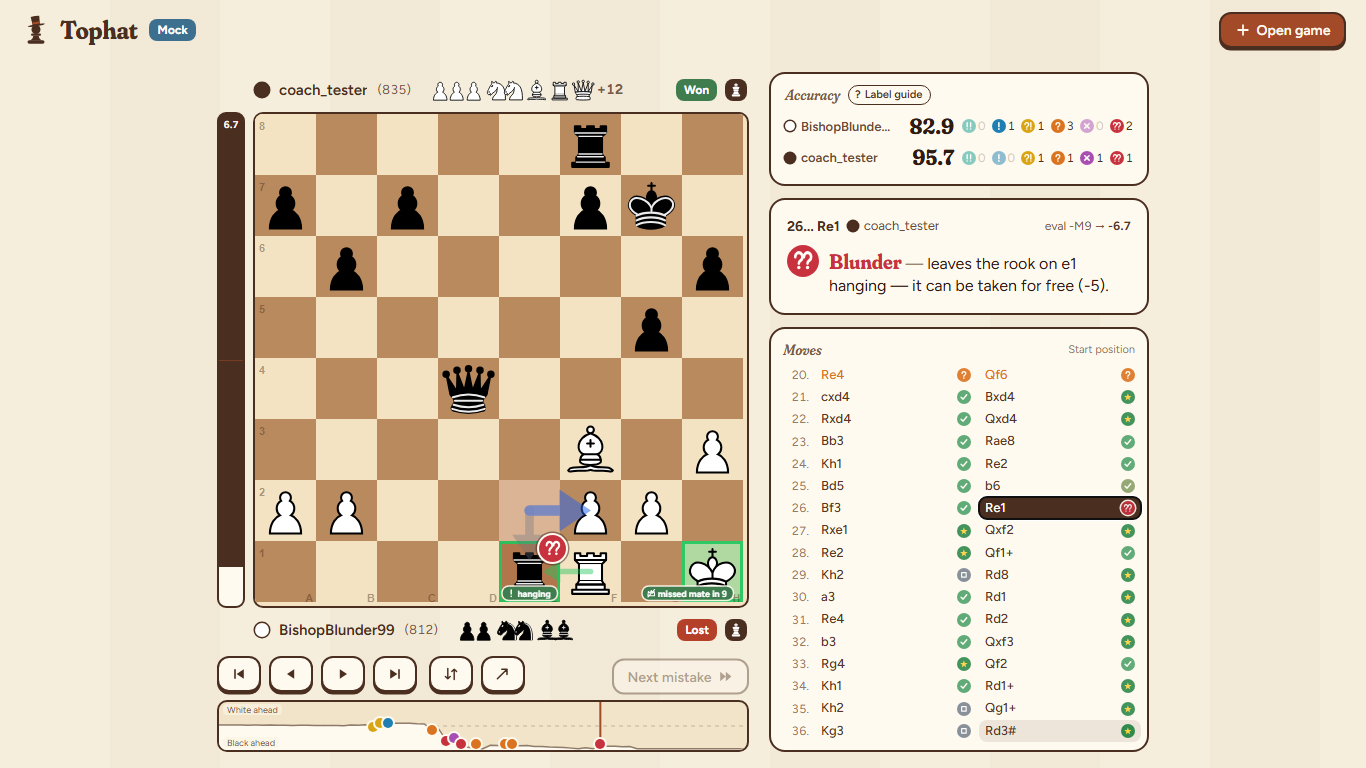 Tophat Mock
+ Open game
coach_tester (835) +12 Won
6.7
8
7
6
5
4
3
2
1
A B C D F H
?? 
! hanging
missed mate in 9
BishopBlunder99 (812) Lost
Next mistake
White ahead
Black ahead
Accuracy ? Label guide
BishopBlunde... 82.9 !! 0 ! 1 ?! 1 ? 3 × 0 ?? 2
coach_tester 95.7 !! 0 ! 0 ?! 1 ? 1 × 1 ?? 1
26... Re1 coach_tester eval -M9 → -6.7
?? Blunder — leaves the rook on e1
hanging — it can be taken for free (-5).
Moves Start position
20. Re4 ? Qf6 ?
21. cxd4 Bxd4
22. Rxd4 Qxd4
23. Bb3 Rae8
24. Kh1 Re2
25. Bd5 b6
26. Bf3 Re1 ??
27. Rxe1 Qxf2
28. Re2 Qf1+
29. Kh2 Rd8
30. a3 Rd1
31. Re4 Rd2
32. b3 Qxf3
33. Rg4 Qf2
34. Kh1 Rd1+
35. Kh2 Qg1+
36. Kg3 Rd3#